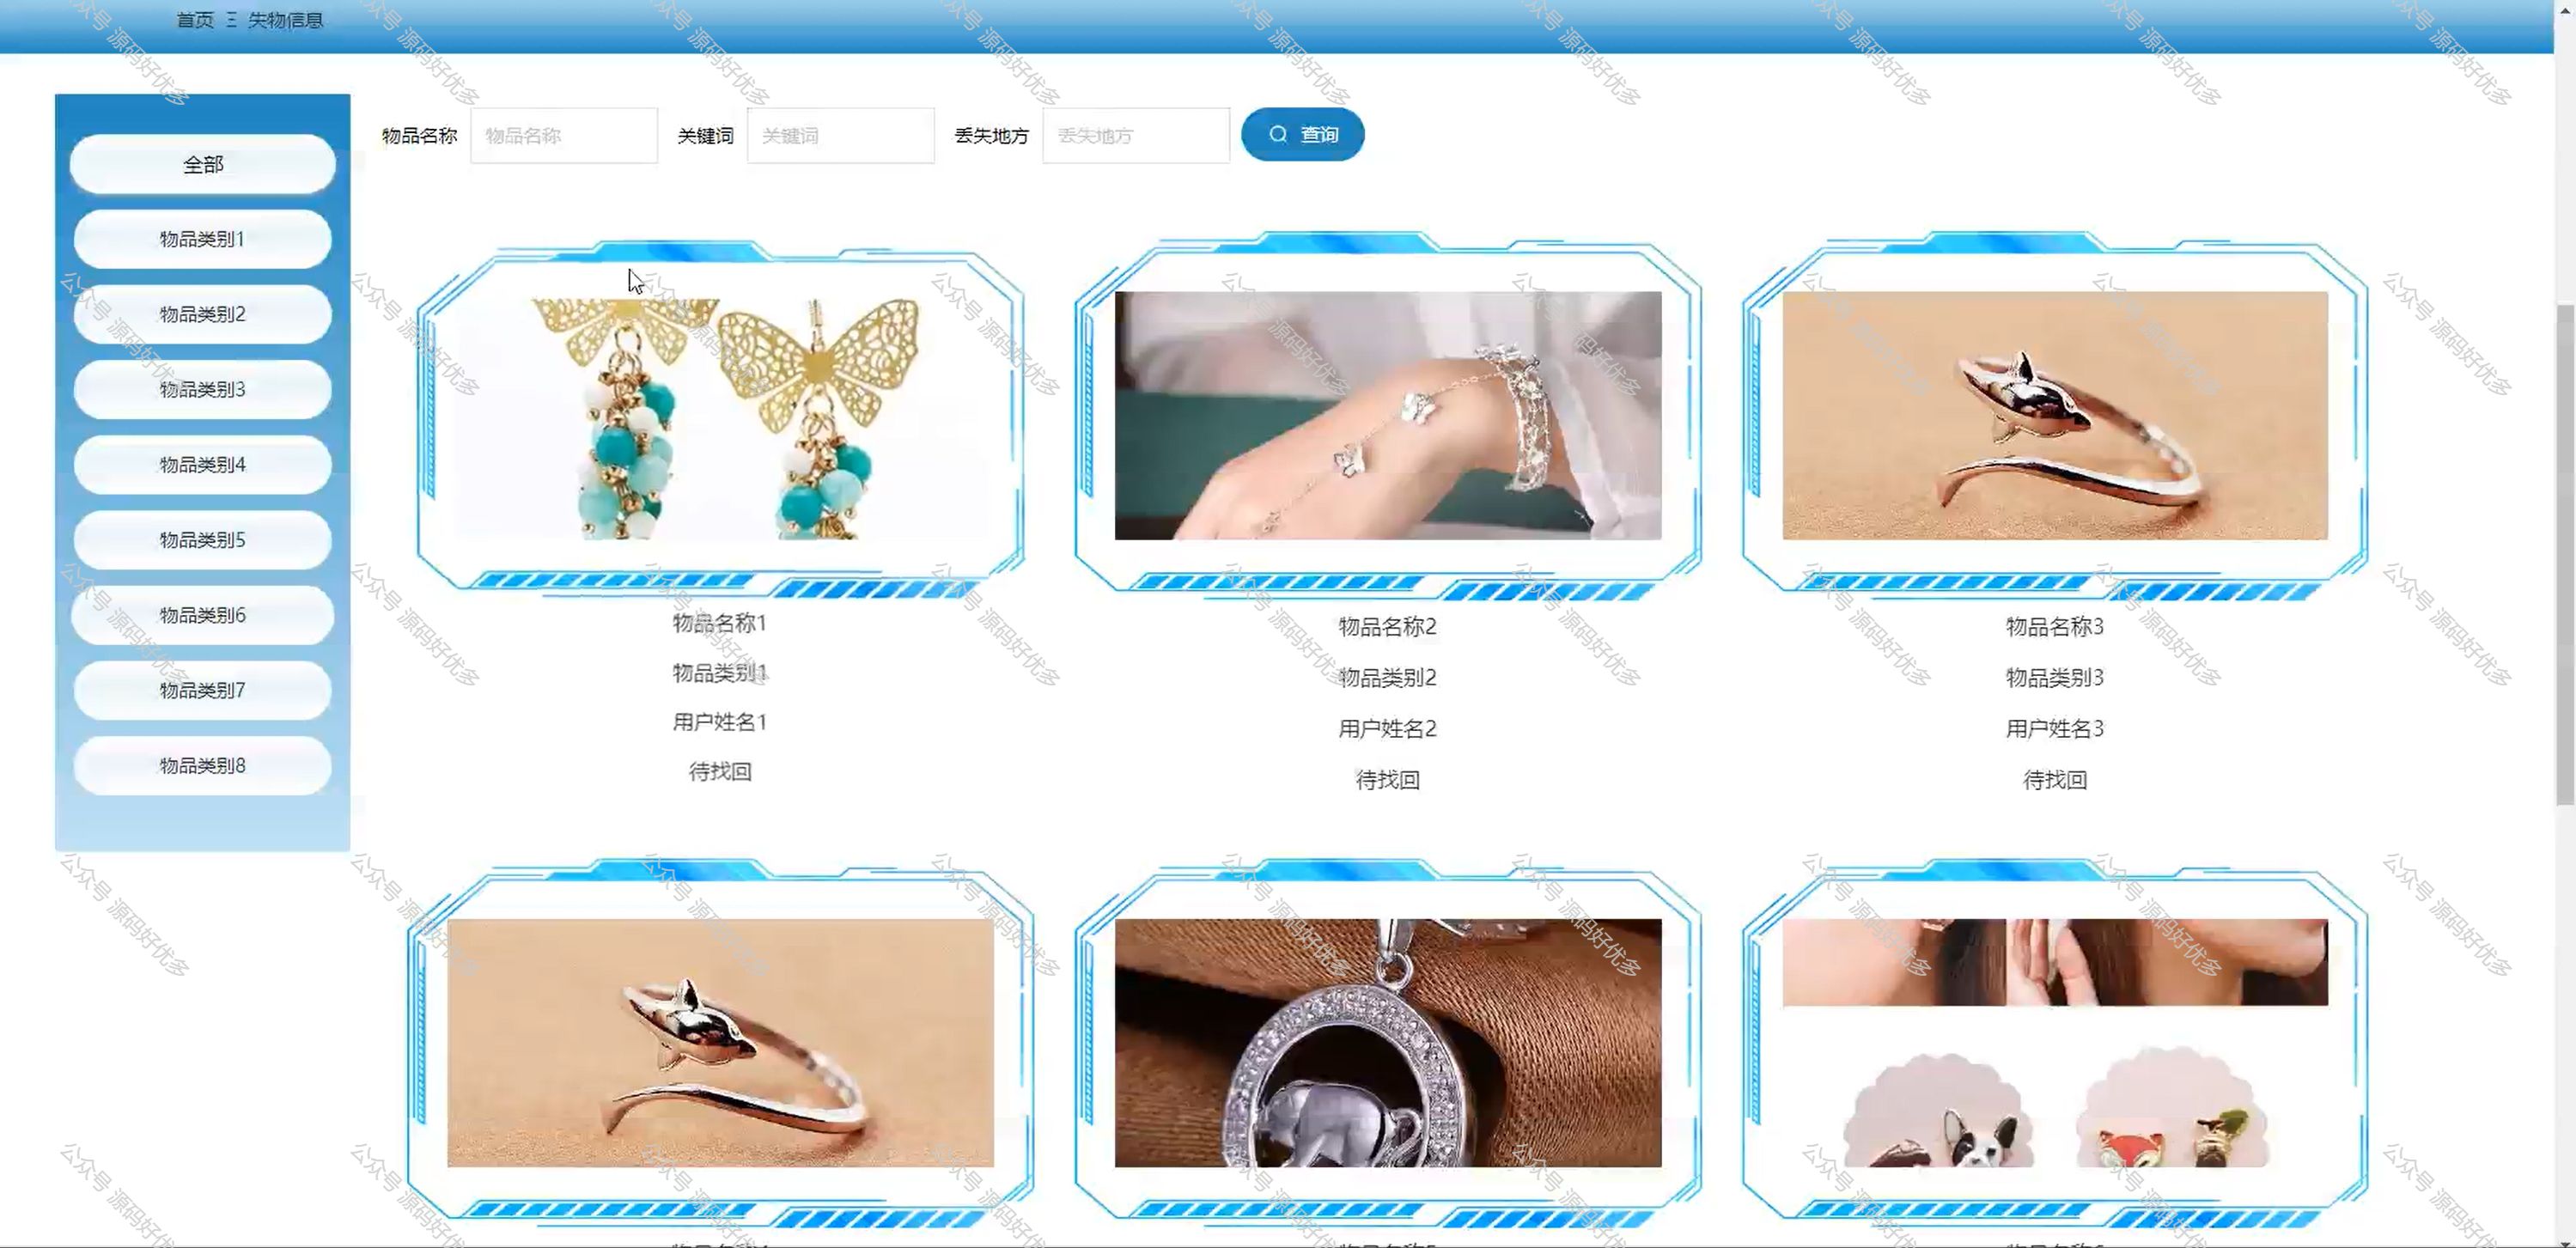 首页 Ξ 失物信息
全部
物品类别1
物品类别2
物品类别3
物品类别4
物品类别5
物品类别6
物品类别7
物品类别8
物品名称 物品名称 关键词 关键词 丢失地方 丢失地方 查询
物品名称1
物品类别1
用户姓名1
待找回
物品名称2
物品类别2
用户姓名2
待找回
物品名称3
物品类别3
用户姓名3
待找回
公众号 源码好优多